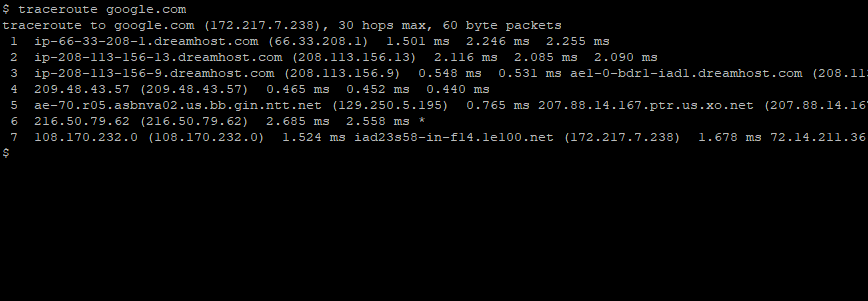 $ traceroute google.com
traceroute to google.com (172.217.7.238), 30 hops max, 60 byte packets
 1  ip-66-33-208-1.dreamhost.com (66.33.208.1)  1.501 ms  2.246 ms  2.255 ms
 2  ip-208-113-156-13.dreamhost.com (208.113.156.13)  2.116 ms  2.085 ms  2.090 ms
 3  ip-208-113-156-9.dreamhost.com (208.113.156.9)  0.548 ms  0.531 ms ae1-0-bdr1-iad1.dreamhost.com (208.11
 4  209.48.43.57 (209.48.43.57)  0.465 ms  0.452 ms  0.440 ms
 5  ae-70.r05.asbnva02.us.bb.gin.ntt.net (129.250.5.195)  0.765 ms 207.88.14.167.ptr.us.xo.net (207.88.14.167
 6  216.50.79.62 (216.50.79.62)  2.685 ms  2.558 ms *
 7  108.170.232.0 (108.170.232.0)  1.524 ms iad23s58-in-f14.1e100.net (172.217.7.238)  1.678 ms 72.14.211.36
$